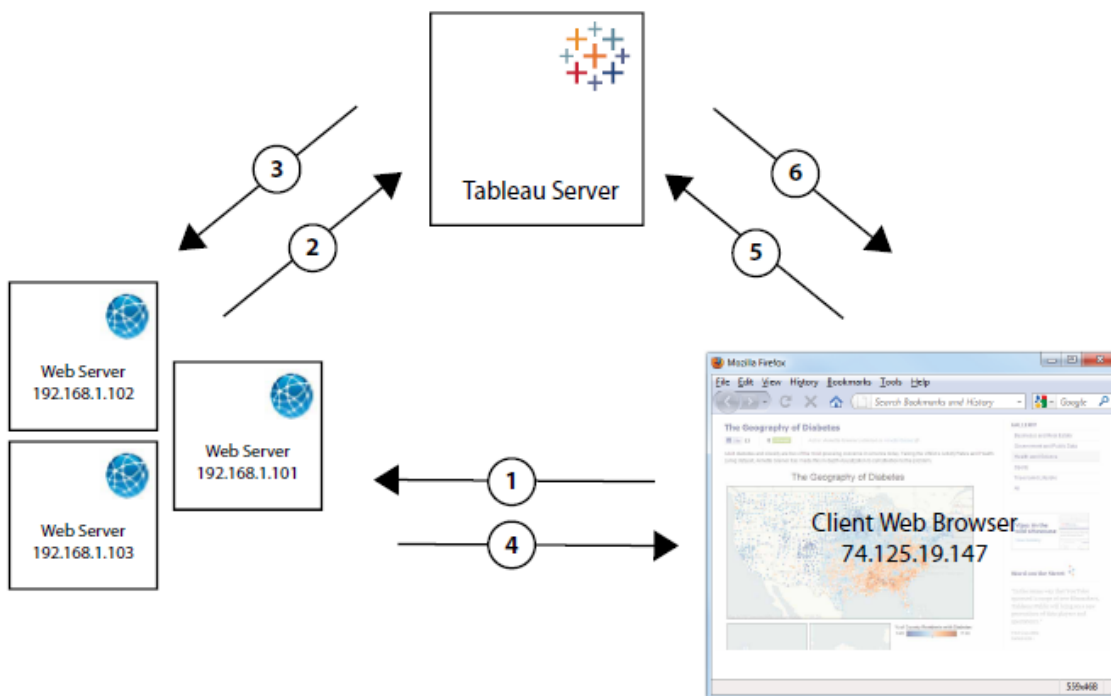 Tableau Server
3
2
6
5
Web Server
192.168.1.102
Web Server
192.168.1.101
Web Server
192.168.1.103
1
4
Mozilla Firefox
File Edit View History Bookmarks Tools Help
Search Bookmarks and History
Google
The Geography of Diabetes
GALLERY
The Geography of Diabetes
Client Web Browser
74.125.19.147
539x468